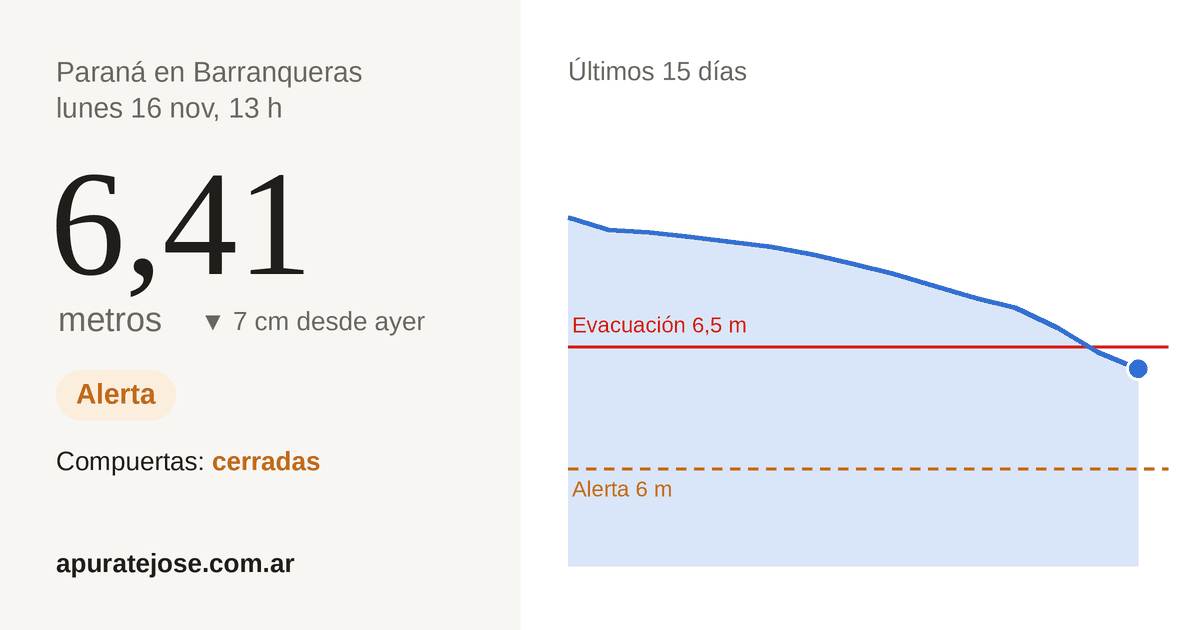 Paraná en Barranqueras
lunes 16 nov, 13 h
6,41
metros ▼ 7 cm desde ayer
Alerta
Compuertas: cerradas
apuratejose.com.ar
Últimos 15 días
Evacuación 6,5 m
Alerta 6 m